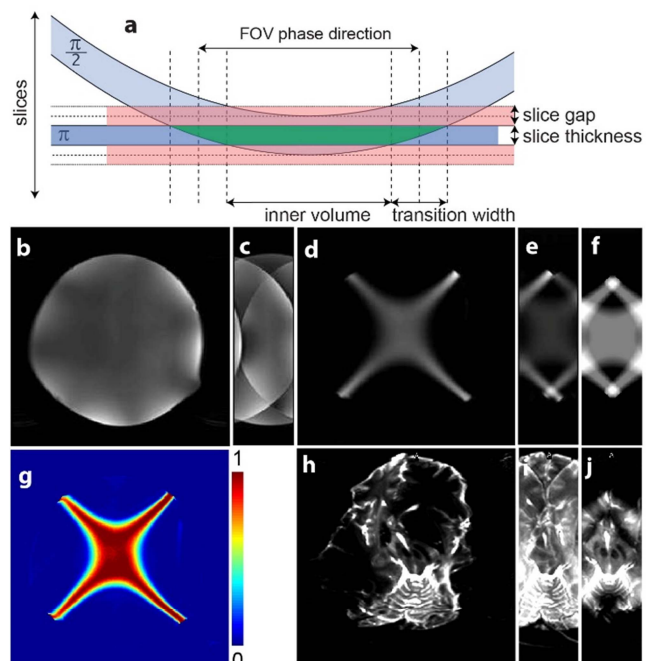 a
FOV phase direction
π/2
slices
slice gap
π
slice thickness
inner volume
transition width
b
c
d
e
f
g
1
0
h
i
j